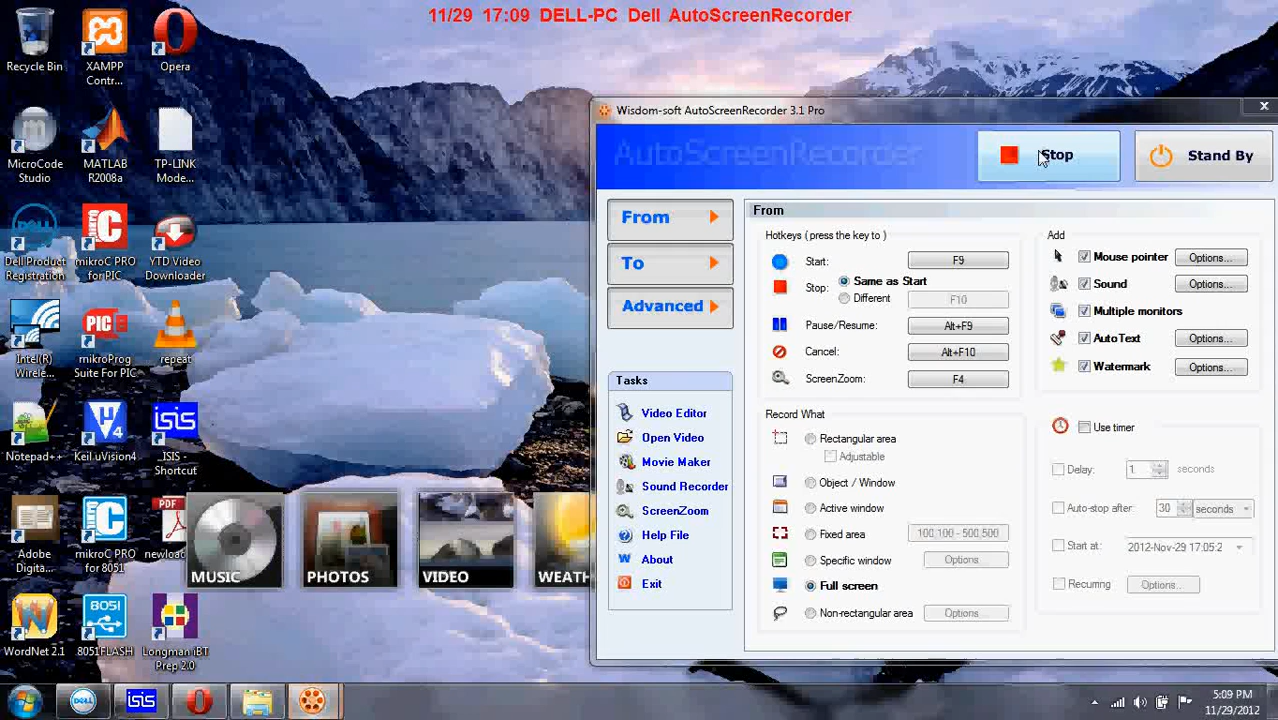 11/29 17:09 DELL-PC Dell AutoScreenRecorder
Recycle Bin
XAMPP Contr...
Opera
MicroCode Studio
MATLAB R2008a
TP-LINK Mode...
Dell Product Registration
mikroC PRO for PIC
YTD Video Downloader
Intel(R) Wirele...
mikroProg Suite For PIC
repeat
Notepad++
Keil uVision4
ISIS - Shortcut
Adobe Digita...
mikroC PRO for 8051
newloat
WordNet 2.1
8051FLASH
Longman iBT Prep 2.0
MUSIC
PHOTOS
VIDEO
WEATH
Wisdom-soft AutoScreenRecorder 3.1 Pro
AutoScreenRecorder
Stop
Stand By
From
To
Advanced
Tasks
Video Editor
Open Video
Movie Maker
Sound Recorder
ScreenZoom
Help File
About
Exit
From
Hotkeys ( press the key to )
Start: F9
Stop: Same as Start
Different F10
Pause/Resume: Alt+F9
Cancel: Alt+F10
ScreenZoom: F4
Record What
Rectangular area
Adjustable
Object / Window
Active window
Fixed area 100,100 - 500,500
Specific window Options...
Full screen
Non-rectangular area Options...
Add
Mouse pointer Options...
Sound Options...
Multiple monitors
AutoText Options...
Watermark Options...
Use timer
Delay: 1 seconds
Auto-stop after: 30 seconds
Start at: 2012-Nov-29 17:05:2
Recurring Options...
5:09 PM
11/29/2012